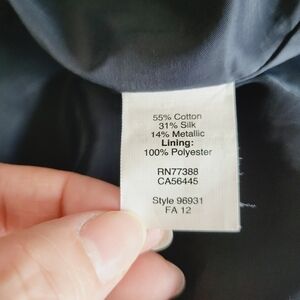 55% Cotton
31% Silk
14% Metallic
Lining:
100% Polyester
RN77388
CA56445
Style 96931
FA 12